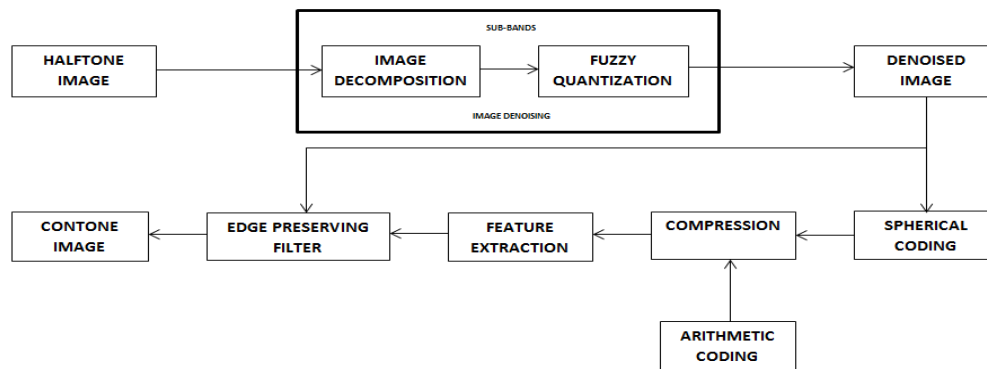 SUB-BANDS
HALFTONE
IMAGE
IMAGE
DECOMPOSITION
FUZZY
QUANTIZATION
DENOISED
IMAGE
IMAGE DENOISING
CONTONE
IMAGE
EDGE PRESERVING
FILTER
FEATURE
EXTRACTION
COMPRESSION
SPHERICAL
CODING
ARITHMETIC
CODING